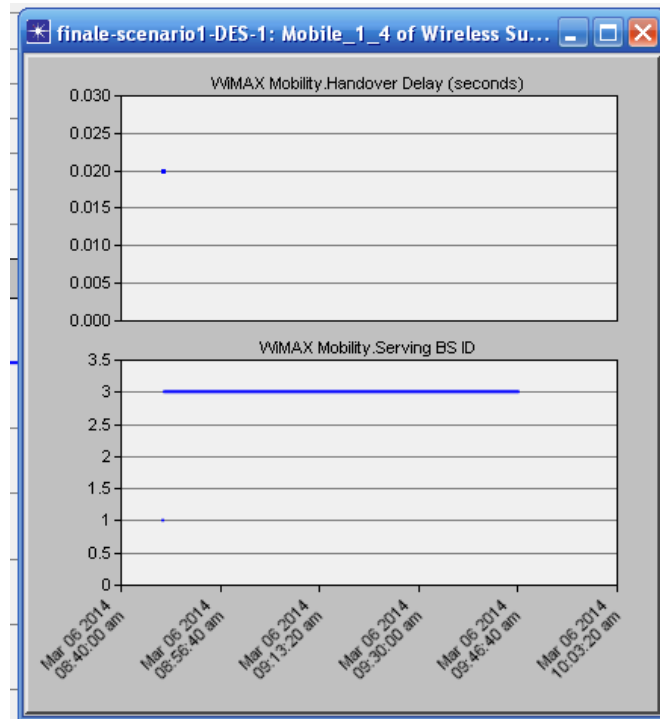 finale-scenario1-DES-1: Mobile_1_4 of Wireless Su...
WiMAX Mobility.Handover Delay (seconds)
0.030
0.025
0.020
0.015
0.010
0.005
0.000
WiMAX Mobility.Serving BS ID
3.5
3
2.5
2
1.5
1
0.5
0
Mar 06 2014
08:40:00 am
Mar 06 2014
08:56:40 am
Mar 06 2014
09:13:20 am
Mar 06 2014
09:30:00 am
Mar 06 2014
09:46:40 am
Mar 06 2014
10:03:20 am